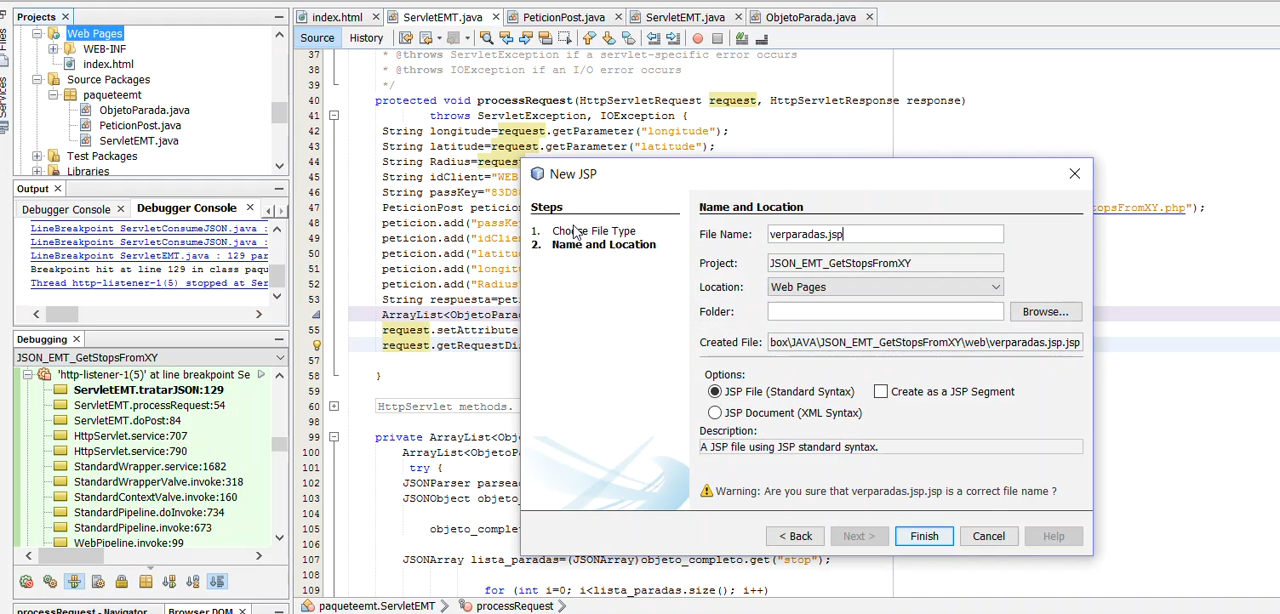 Projects
Files
Services
Web Pages
WEB-INF
index.html
Source Packages
paqueteemt
ObjetoParada.java
PeticionPost.java
ServletEMT.java
Test Packages
Libraries
Output
Debugger Console
Debugger Console
LineBreakpoint ServletConsumeJSON.java :
LineBreakpoint ServletConsumeJSON.java :
LineBreakpoint ServletEMT.java : 129 par
Breakpoint hit at line 129 in class paqu
Thread http-listener-1(5) stopped at Ser
Debugging
JSON_EMT_GetStopsFromXY
'http-listener-1(5)' at line breakpoint Se
ServletEMT.tratarJSON:129
ServletEMT.processRequest:54
ServletEMT.doPost:84
HttpServlet.service:707
HttpServlet.service:790
StandardWrapper.service:1682
StandardWrapperValve.invoke:318
StandardContextValve.invoke:160
StandardPipeline.doInvoke:734
StandardPipeline.invoke:673
WebPipeline.invoke:99
processRequest - Navigator
Browser DOM
index.html
ServletEMT.java
PeticionPost.java
ServletEMT.java
ObjetoParada.java
Source
History
37 * @throws ServletException if a servlet-specific error occurs
38 * @throws IOException if an I/O error occurs
39 */
40 protected void processRequest(HttpServletRequest request, HttpServletResponse response)
41 throws ServletException, IOException {
42 String longitude=request.getParameter("longitude");
43 String latitude=request.getParameter("latitude");
44 String Radius=reques
45 String idClient="WEB
46 String passKey="83D8
47 PeticionPost peticio opsFromXY.php");
48 peticion.add("passKe
49 peticion.add("idClie
50 peticion.add("latitu
51 peticion.add("longit
52 peticion.add("Radius
53 String respuesta=pet
ArrayList<ObjetoPara
55 request.setAttribute
request.getRequestDi
57
58 }
59
60 HttpServlet methods.
98
99 private ArrayList<Obje
100 ArrayList<ObjetoPa
101 try {
102 JSONParser parsead
103 JSONObject objeto_
104
105 objeto_comple
106
107 JSONArray lista_paradas=(JSONArray)objeto_completo.get("stop");
108
109 for (int i=0; i<lista_paradas.size(); i++)
paqueteemt.ServletEMT
processRequest
New JSP
Steps
1. Choose File Type
2. Name and Location
Name and Location
File Name: verparadas.jsp
Project: JSON_EMT_GetStopsFromXY
Location: Web Pages
Folder:
Browse...
Created File: box\JAVA\JSON_EMT_GetStopsFromXY\web\verparadas.jsp.jsp
Options:
JSP File (Standard Syntax)
Create as a JSP Segment
JSP Document (XML Syntax)
Description:
A JSP file using JSP standard syntax.
Warning: Are you sure that verparadas.jsp.jsp is a correct file name ?
< Back
Next >
Finish
Cancel
Help